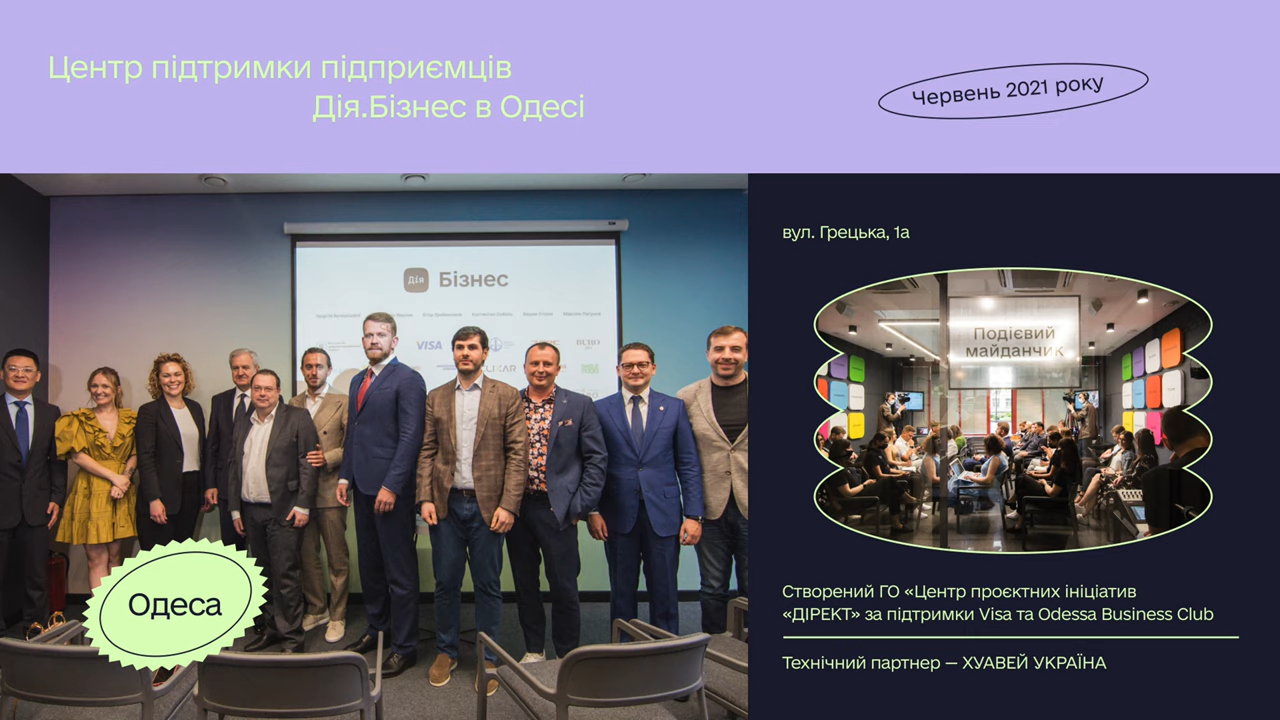 Центр підтримки підприємців
Дія.Бізнес в Одесі
Червень 2021 року
Дія Бізнес
VISA
Одеса
вул. Грецька, 1а
Подієвий
майданчик
Створений ГО «Центр проєктних ініціатив
«ДІРЕКТ» за підтримки Visa та Odessa Business Club
Технічний партнер — ХУАВЕЙ УКРАЇНА